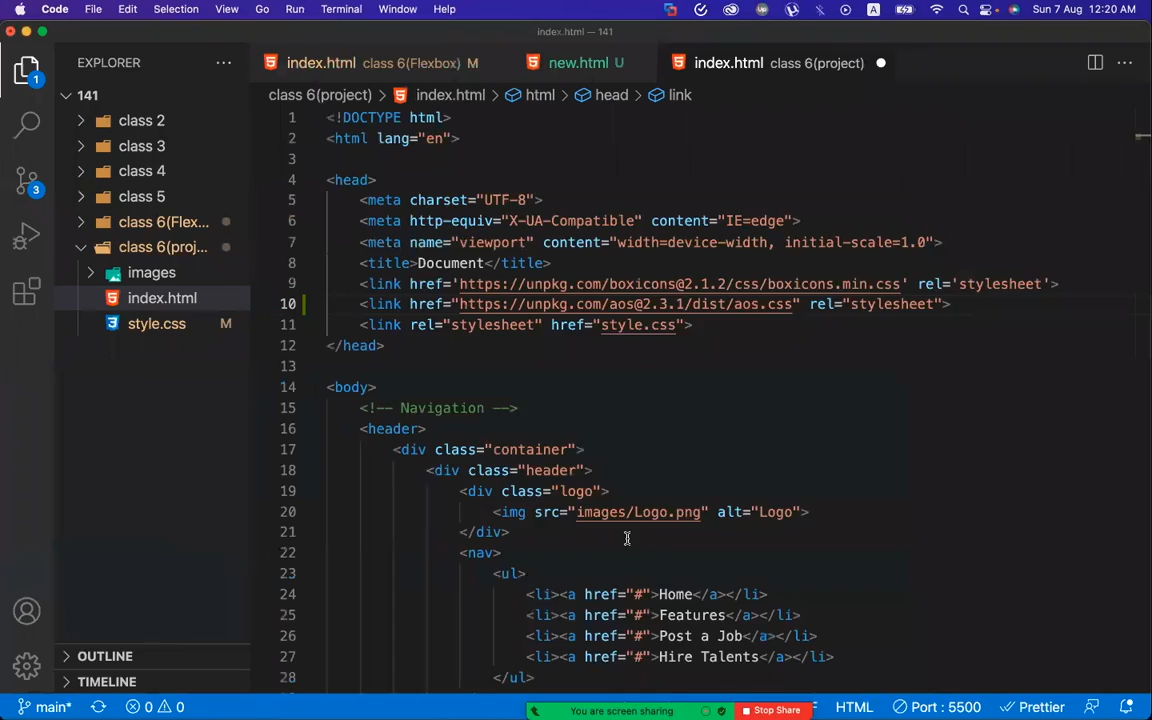 Code File Edit Selection View Go Run Terminal Window Help A Sun 7 Aug 12:20 AM
index.html — 141
EXPLORER
1
3
141
class 2
class 3
class 4
class 5
class 6(Flex...
class 6(proj...
images
index.html
style.css M
OUTLINE
TIMELINE
index.html class 6(Flexbox) M new.html U index.html class 6(project)
class 6(project) > index.html > html > head > link
1 <!DOCTYPE html>
2 <html lang="en">
3
4 <head>
5 <meta charset="UTF-8">
6 <meta http-equiv="X-UA-Compatible" content="IE=edge">
7 <meta name="viewport" content="width=device-width, initial-scale=1.0">
8 <title>Document</title>
9 <link href='https://unpkg.com/boxicons@2.1.2/css/boxicons.min.css' rel='stylesheet'>
10 <link href="https://unpkg.com/aos@2.3.1/dist/aos.css" rel="stylesheet">
11 <link rel="stylesheet" href="style.css">
12 </head>
13
14 <body>
15 <!-- Navigation -->
16 <header>
17 <div class="container">
18 <div class="header">
19 <div class="logo">
20 <img src="images/Logo.png" alt="Logo">
21 </div>
22 <nav>
23 <ul>
24 <li><a href="#">Home</a></li>
25 <li><a href="#">Features</a></li>
26 <li><a href="#">Post a Job</a></li>
27 <li><a href="#">Hire Talents</a></li>
28 </ul>
main* 0 0 You are screen sharing Stop Share HTML Port : 5500 Prettier